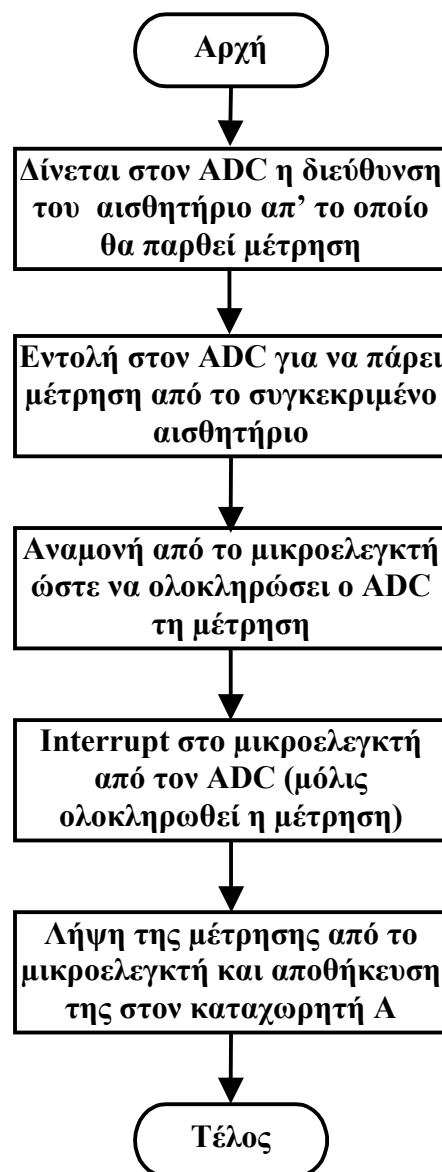 Αρχή
Δίνεται στον ADC η διεύθυνση
του αισθητήριο απ’ το οποίο
θα παρθεί μέτρηση
Εντολή στον ADC για να πάρει
μέτρηση από το συγκεκριμένο
αισθητήριο
Αναμονή από το μικροελεγκτή
ώστε να ολοκληρώσει ο ADC
τη μέτρηση
Interrupt στο μικροελεγκτή
από τον ADC (μόλις
ολοκληρωθεί η μέτρηση)
Λήψη της μέτρησης από το
μικροελεγκτή και αποθήκευση
της στον καταχωρητή Α
Τέλος